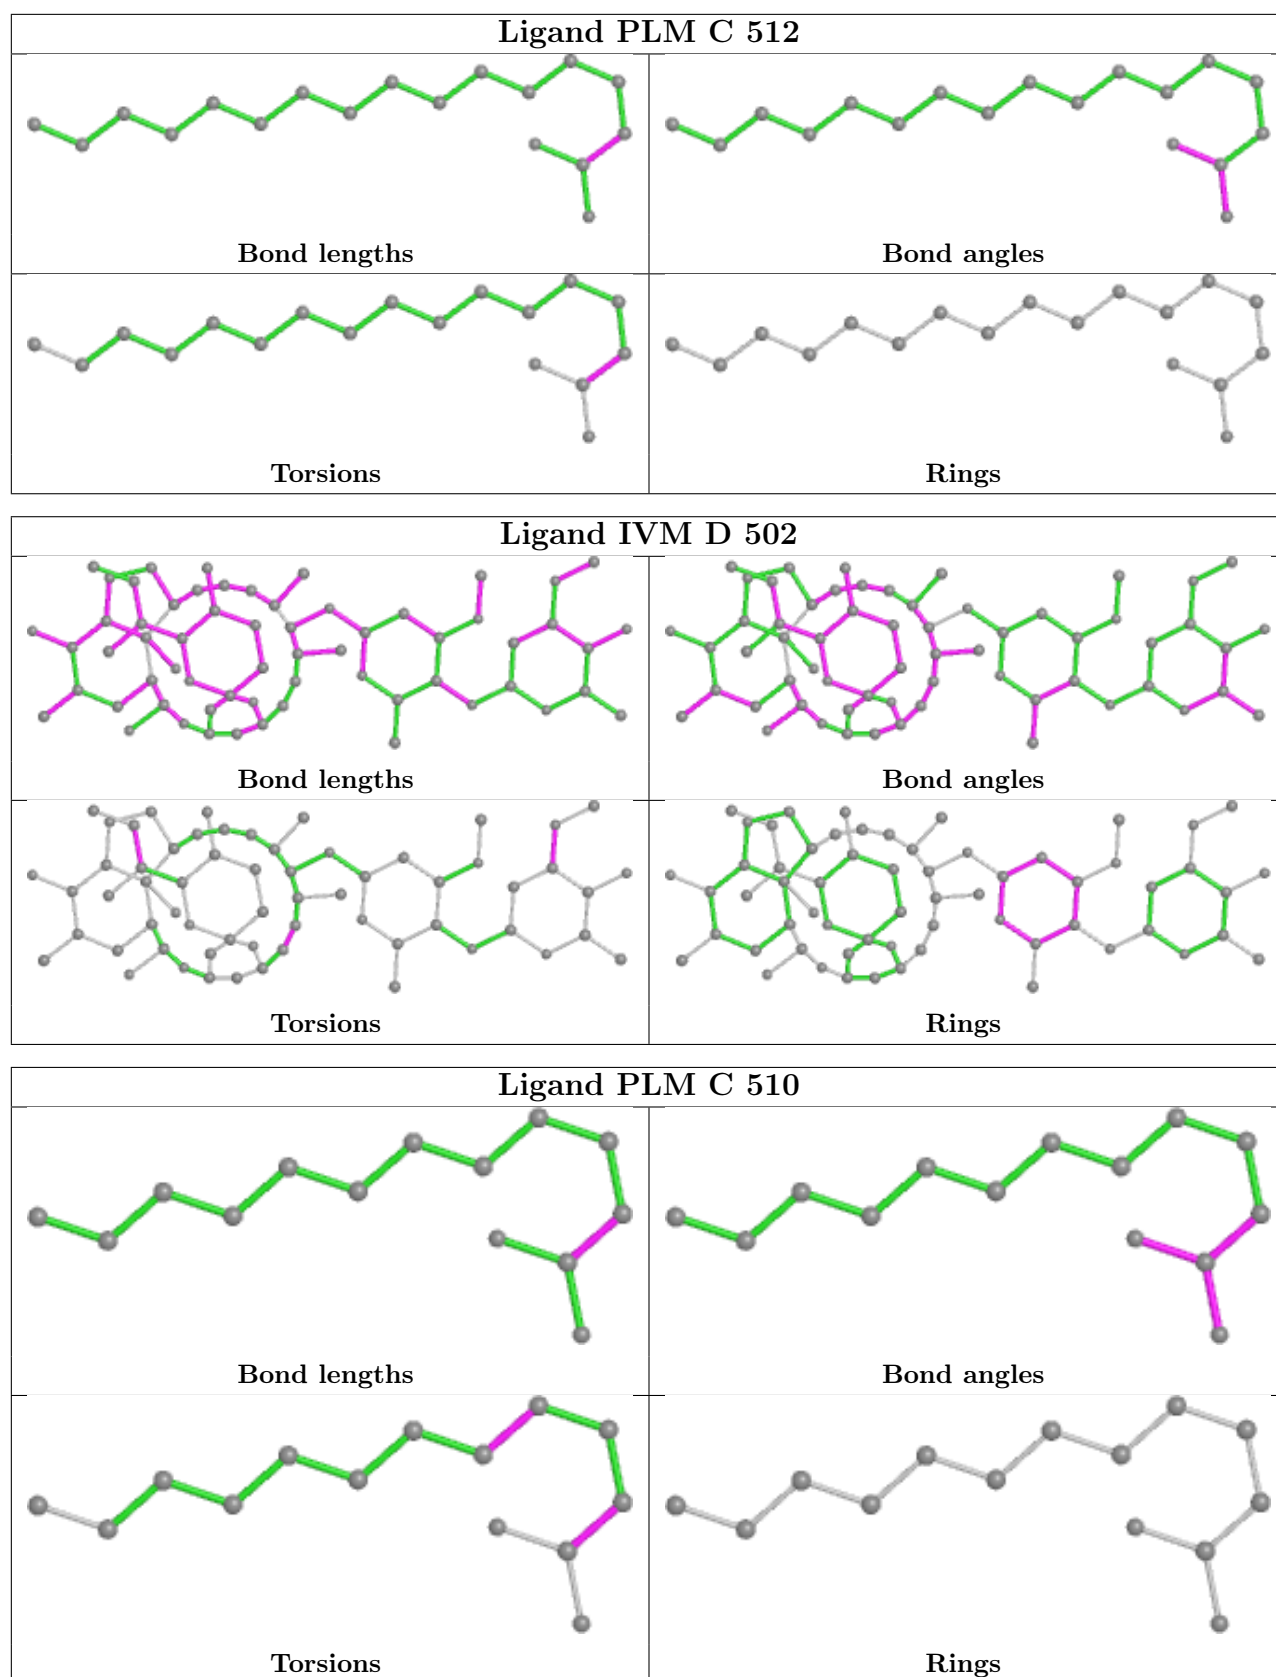 Ligand PLM C 512
Bond lengths
Bond angles
Torsions
Rings
Ligand IVM D 502
Bond lengths
Bond angles
Torsions
Rings
Ligand PLM C 510
Bond lengths
Bond angles
Torsions
Rings